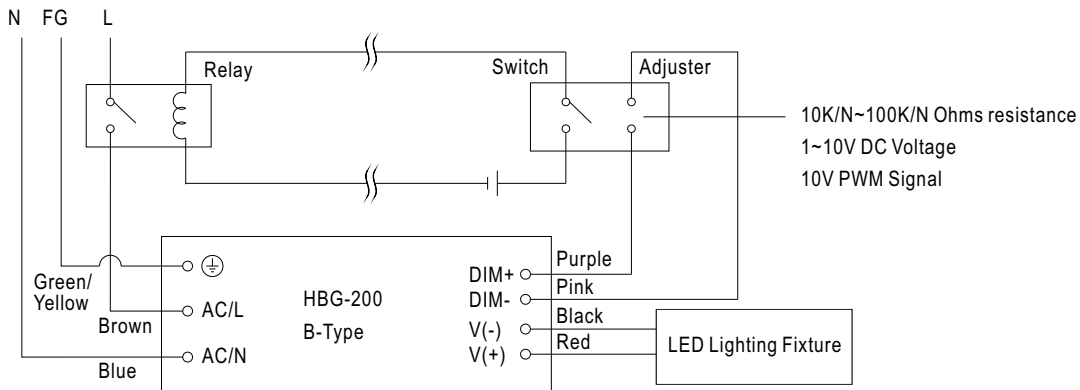 N FG L
Relay
Switch
Adjuster
10K/N~100K/N Ohms resistance
1~10V DC Voltage
10V PWM Signal
Green/
Yellow
Brown
Blue
AC/L
AC/N
HBG-200
B-Type
DIM+
DIM-
V(-)
V(+)
Purple
Pink
Black
Red
LED Lighting Fixture